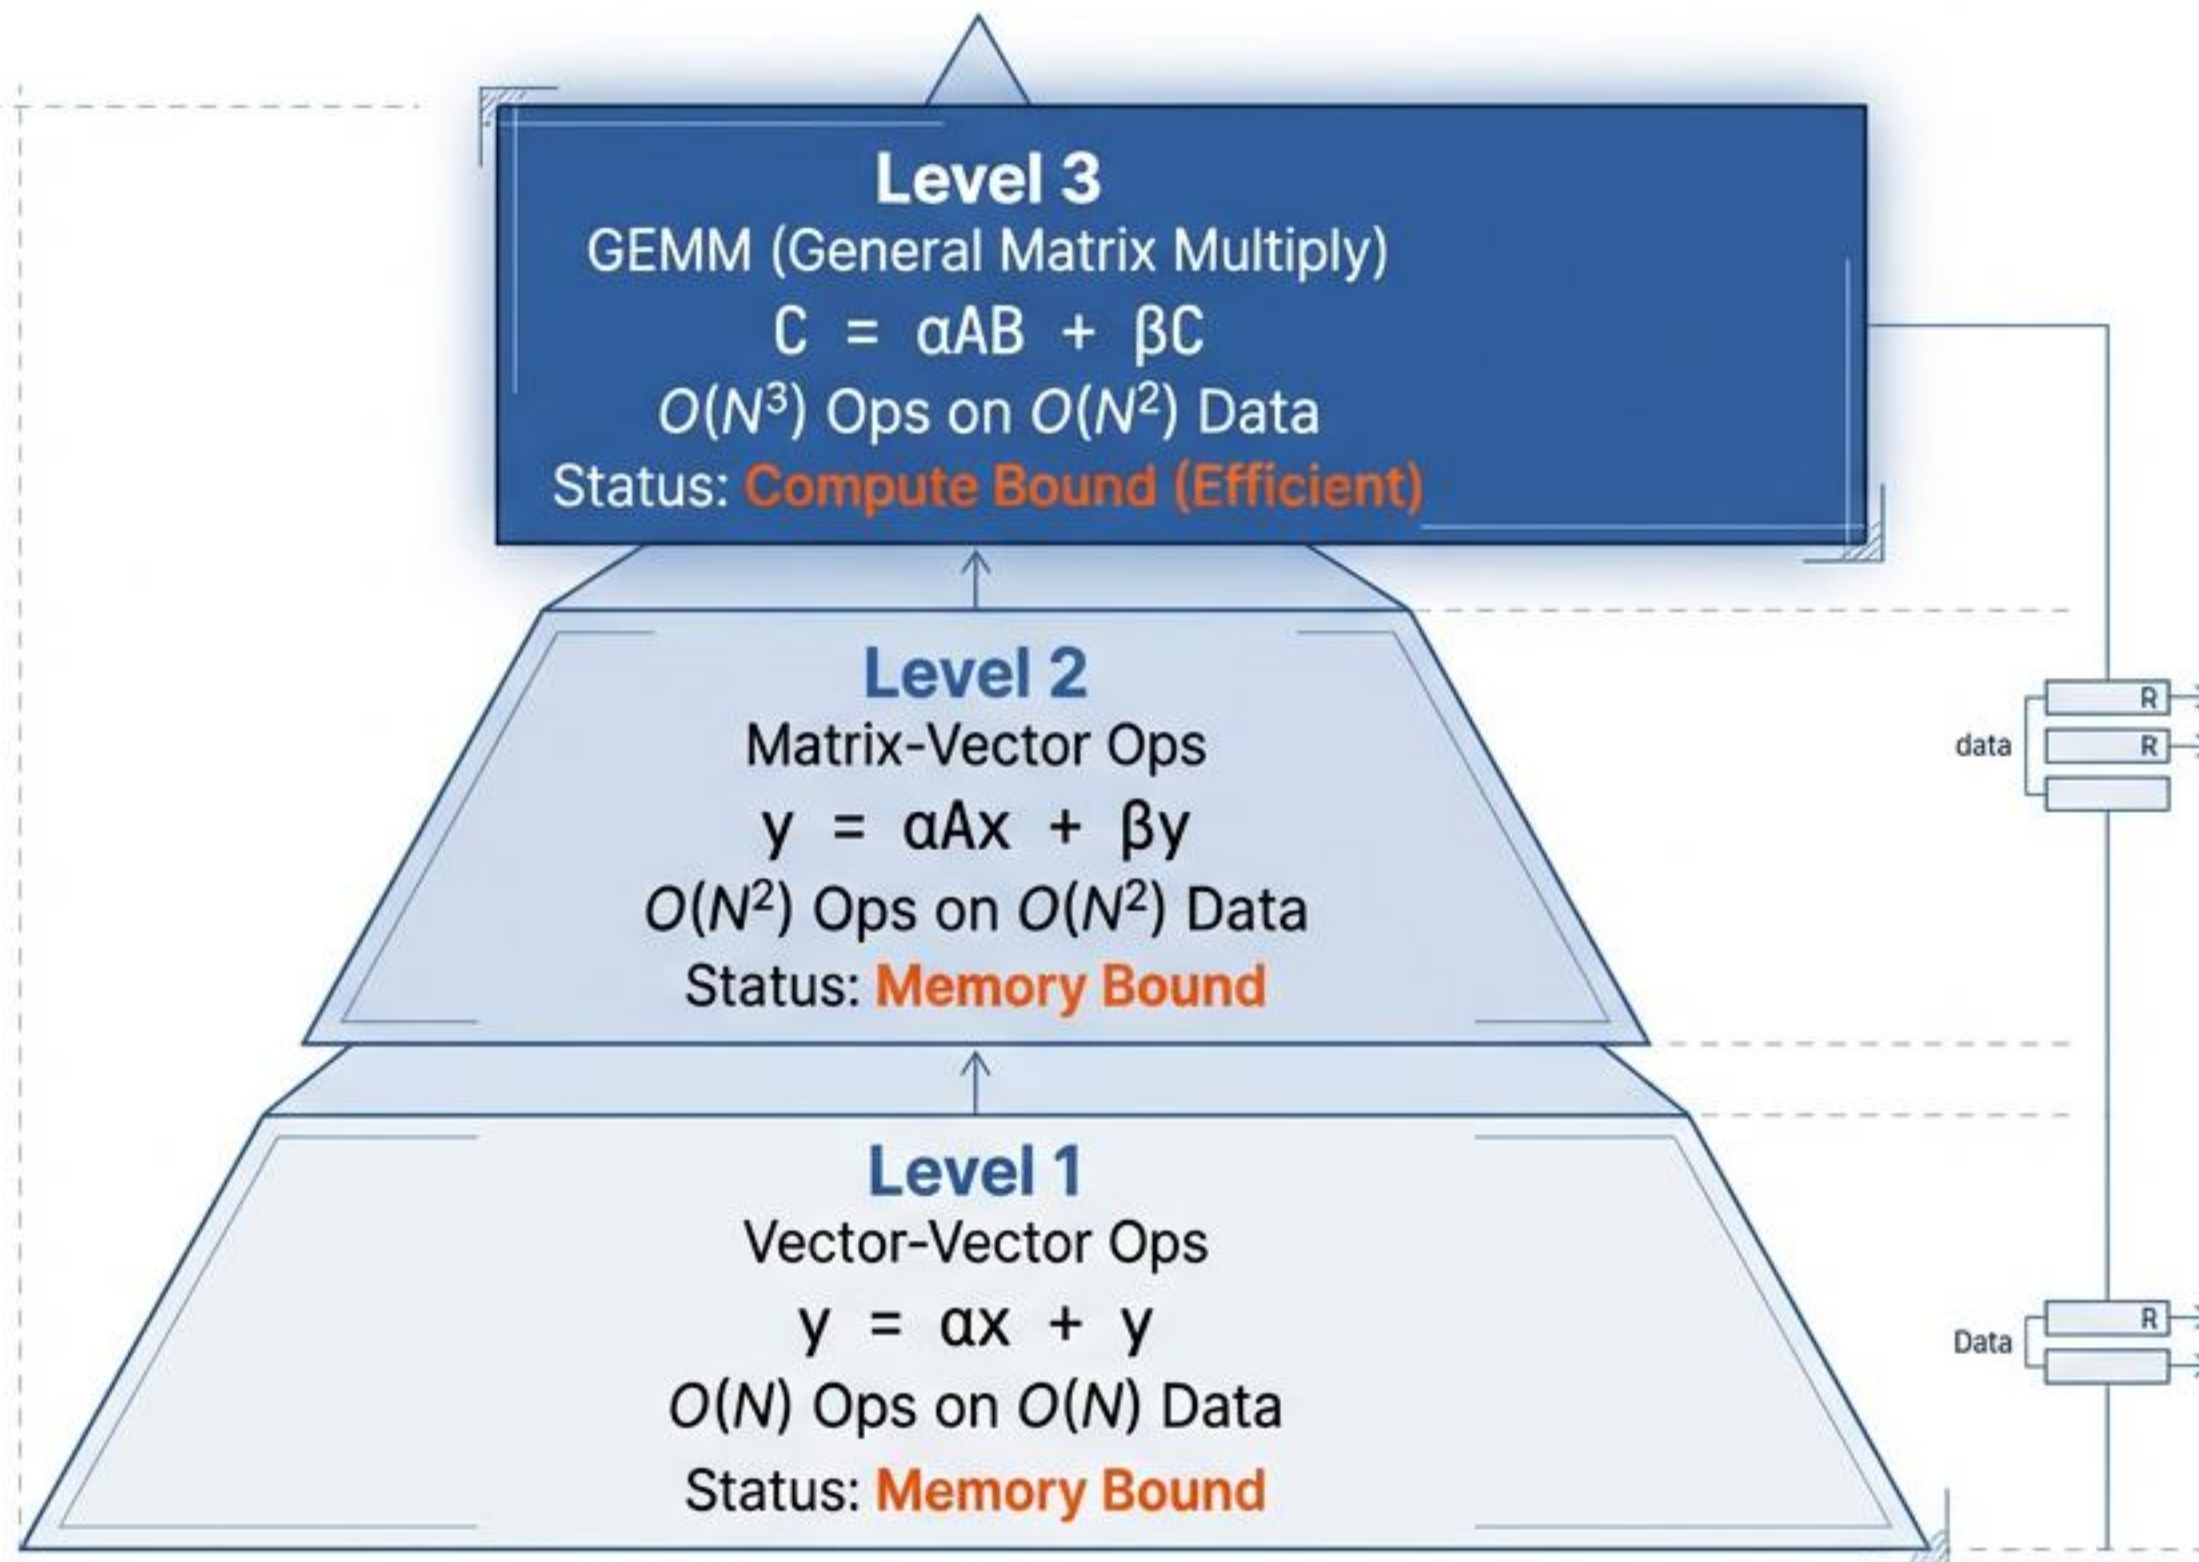 Level 3
GEMM (General Matrix Multiply)
C = αAB + βC
O(N³) Ops on O(N²) Data
Status: Compute Bound (Efficient)
Level 2
Matrix-Vector Ops
y = αAx + βy
O(N²) Ops on O(N²) Data
Status: Memory Bound
R
data
R
Level 1
Vector-Vector Ops
y = αx + y
O(N) Ops on O(N) Data
Status: Memory Bound
R
Data